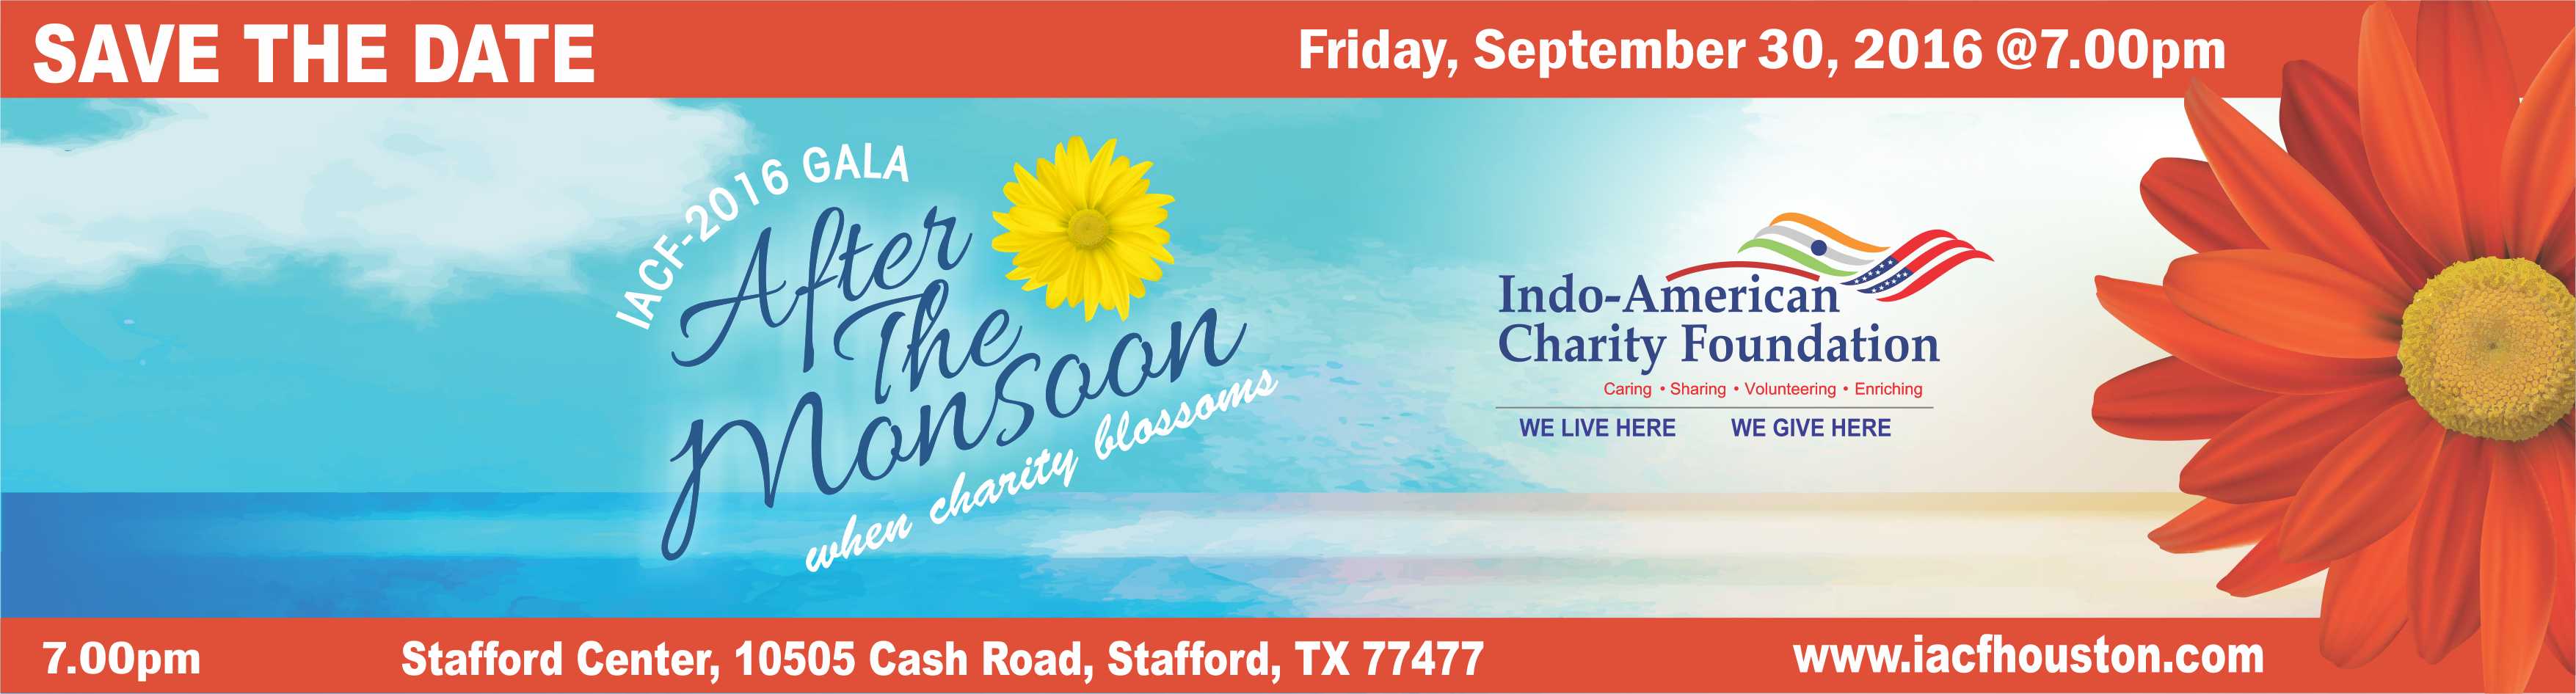 SAVE THE DATE
Friday, September 30, 2016 @7.00pm
IACF-2016 GALA
After
The
Monsoon
when charity blossoms
Indo-American
Charity Foundation
Caring • Sharing • Volunteering • Enriching
WE LIVE HERE WE GIVE HERE
7.00pm
Stafford Center, 10505 Cash Road, Stafford, TX 77477
www.iacfhouston.com